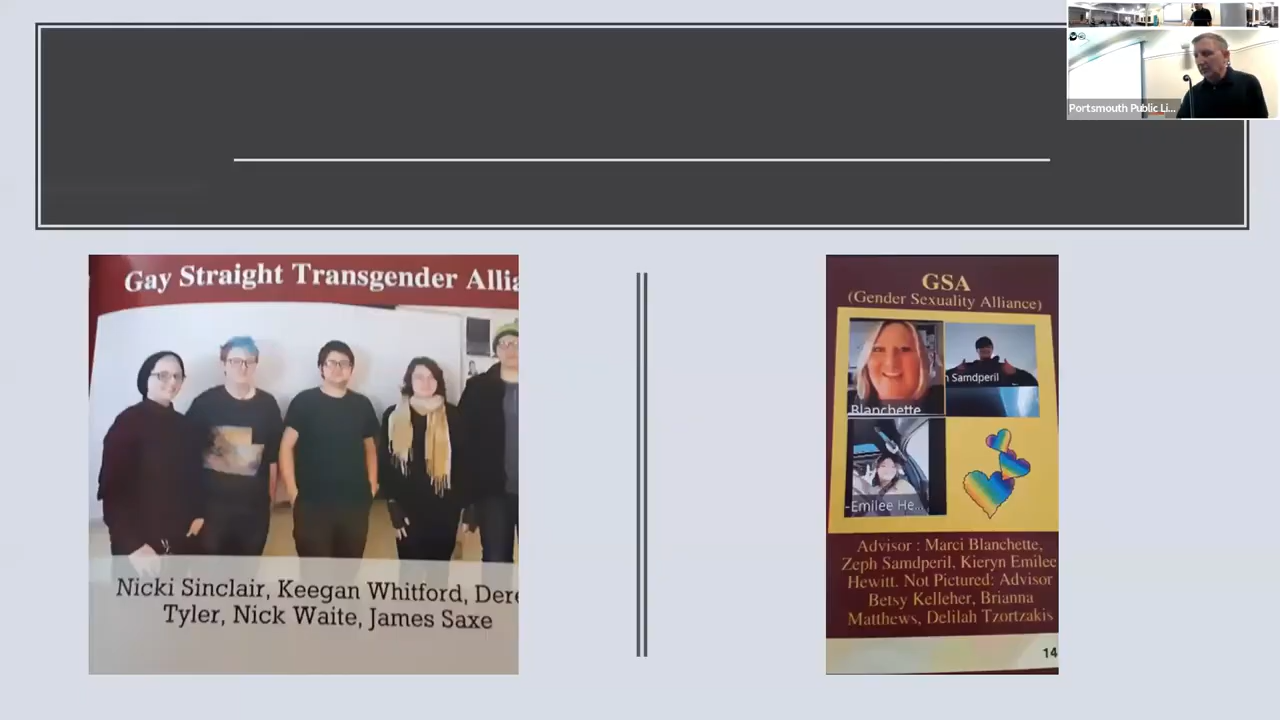 Portsmouth Public Li...
Gay Straight Transgender Allia
Nicki Sinclair, Keegan Whitford, Dere
Tyler, Nick Waite, James Saxe
GSA
(Gender Sexuality Alliance)
Blanchette
n Samdperil
-Emilee He...
Advisor : Marci Blanchette,
Zeph Samdperil, Kieryn Emilee
Hewitt. Not Pictured: Advisor
Betsy Kelleher, Brianna
Matthews, Delilah Tzortzakis
14